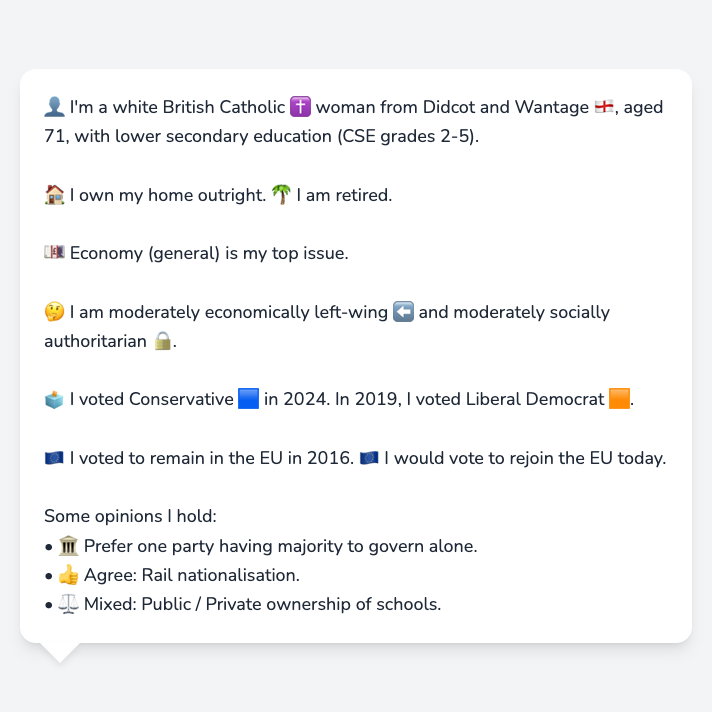 👤 I'm a white British Catholic ✝️ woman from Didcot and Wantage 🏴󠁧󠁢󠁥󠁮󠁧󠁿, aged
71, with lower secondary education (CSE grades 2-5).
🏠 I own my home outright. 🌴 I am retired.
💷 Economy (general) is my top issue.
🤔 I am moderately economically left-wing ⬅️ and moderately socially
authoritarian 🔒.
🗳️ I voted Conservative 🟦 in 2024. In 2019, I voted Liberal Democrat 🟧.
🇪🇺 I voted to remain in the EU in 2016. 🇪🇺 I would vote to rejoin the EU today.
Some opinions I hold:
• 🏛️ Prefer one party having majority to govern alone.
• 👍 Agree: Rail nationalisation.
• ⚖️ Mixed: Public / Private ownership of schools.